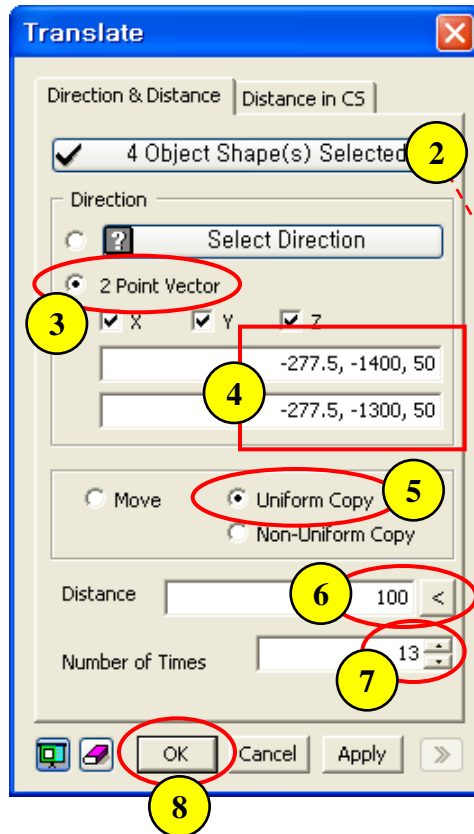 Translate
Direction & Distance Distance in CS
4 Object Shape(s) Selected 2
Direction
? Select Direction
2 Point Vector
3 X Y Z
4 -277.5, -1400, 50
-277.5, -1300, 50
Move Uniform Copy 5
Non-Uniform Copy
Distance 6 100 <
Number of Times 13
7
OK Cancel Apply >>
8